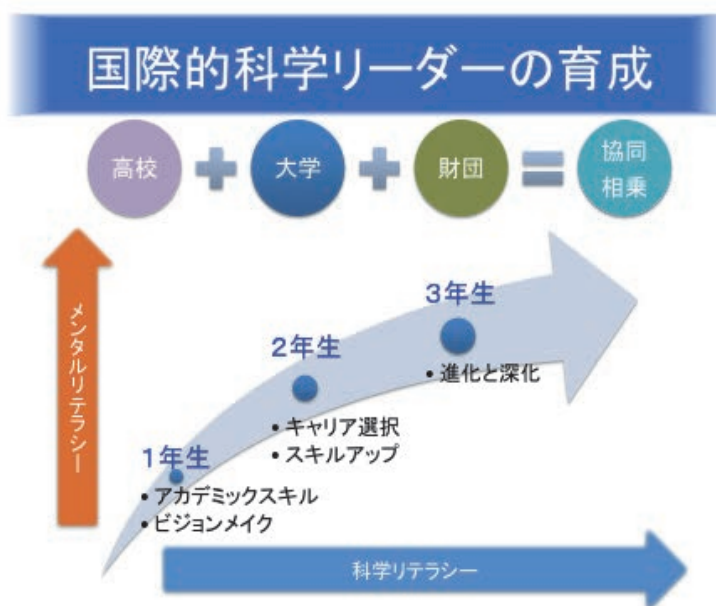 国際的科学リーダーの育成
高校 + 大学 + 財団 = 協同
相乗
メンタルリテラシー
1年生
• アカデミックスキル
• ビジョンメイク
2年生
• キャリア選択
• スキルアップ
3年生
• 進化と深化
科学リテラシー